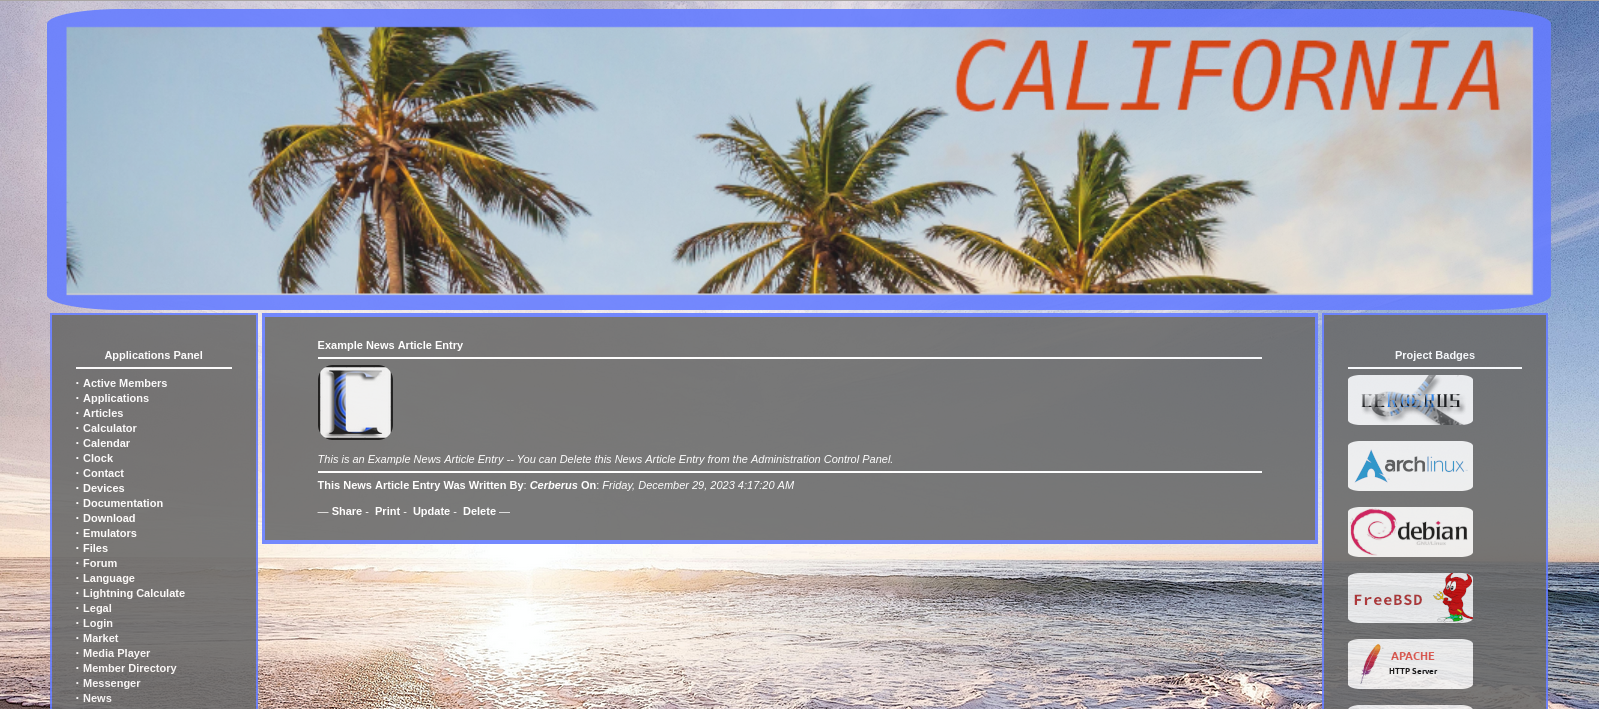 CALIFORNIA
Applications Panel
· Active Members
· Applications
· Articles
· Calculator
· Calendar
· Clock
· Contact
· Devices
· Documentation
· Download
· Emulators
· Files
· Forum
· Language
· Lightning Calculate
· Legal
· Login
· Market
· Media Player
· Member Directory
· Messenger
· News
Example News Article Entry
This is an Example News Article Entry -- You can Delete this News Article Entry from the Administration Control Panel.
This News Article Entry Was Written By: Cerberus On: Friday, December 29, 2023 4:17:20 AM
— Share - Print - Update - Delete —
Project Badges
CERBERUS
archlinux
debian
FreeBSD
APACHE
HTTP Server